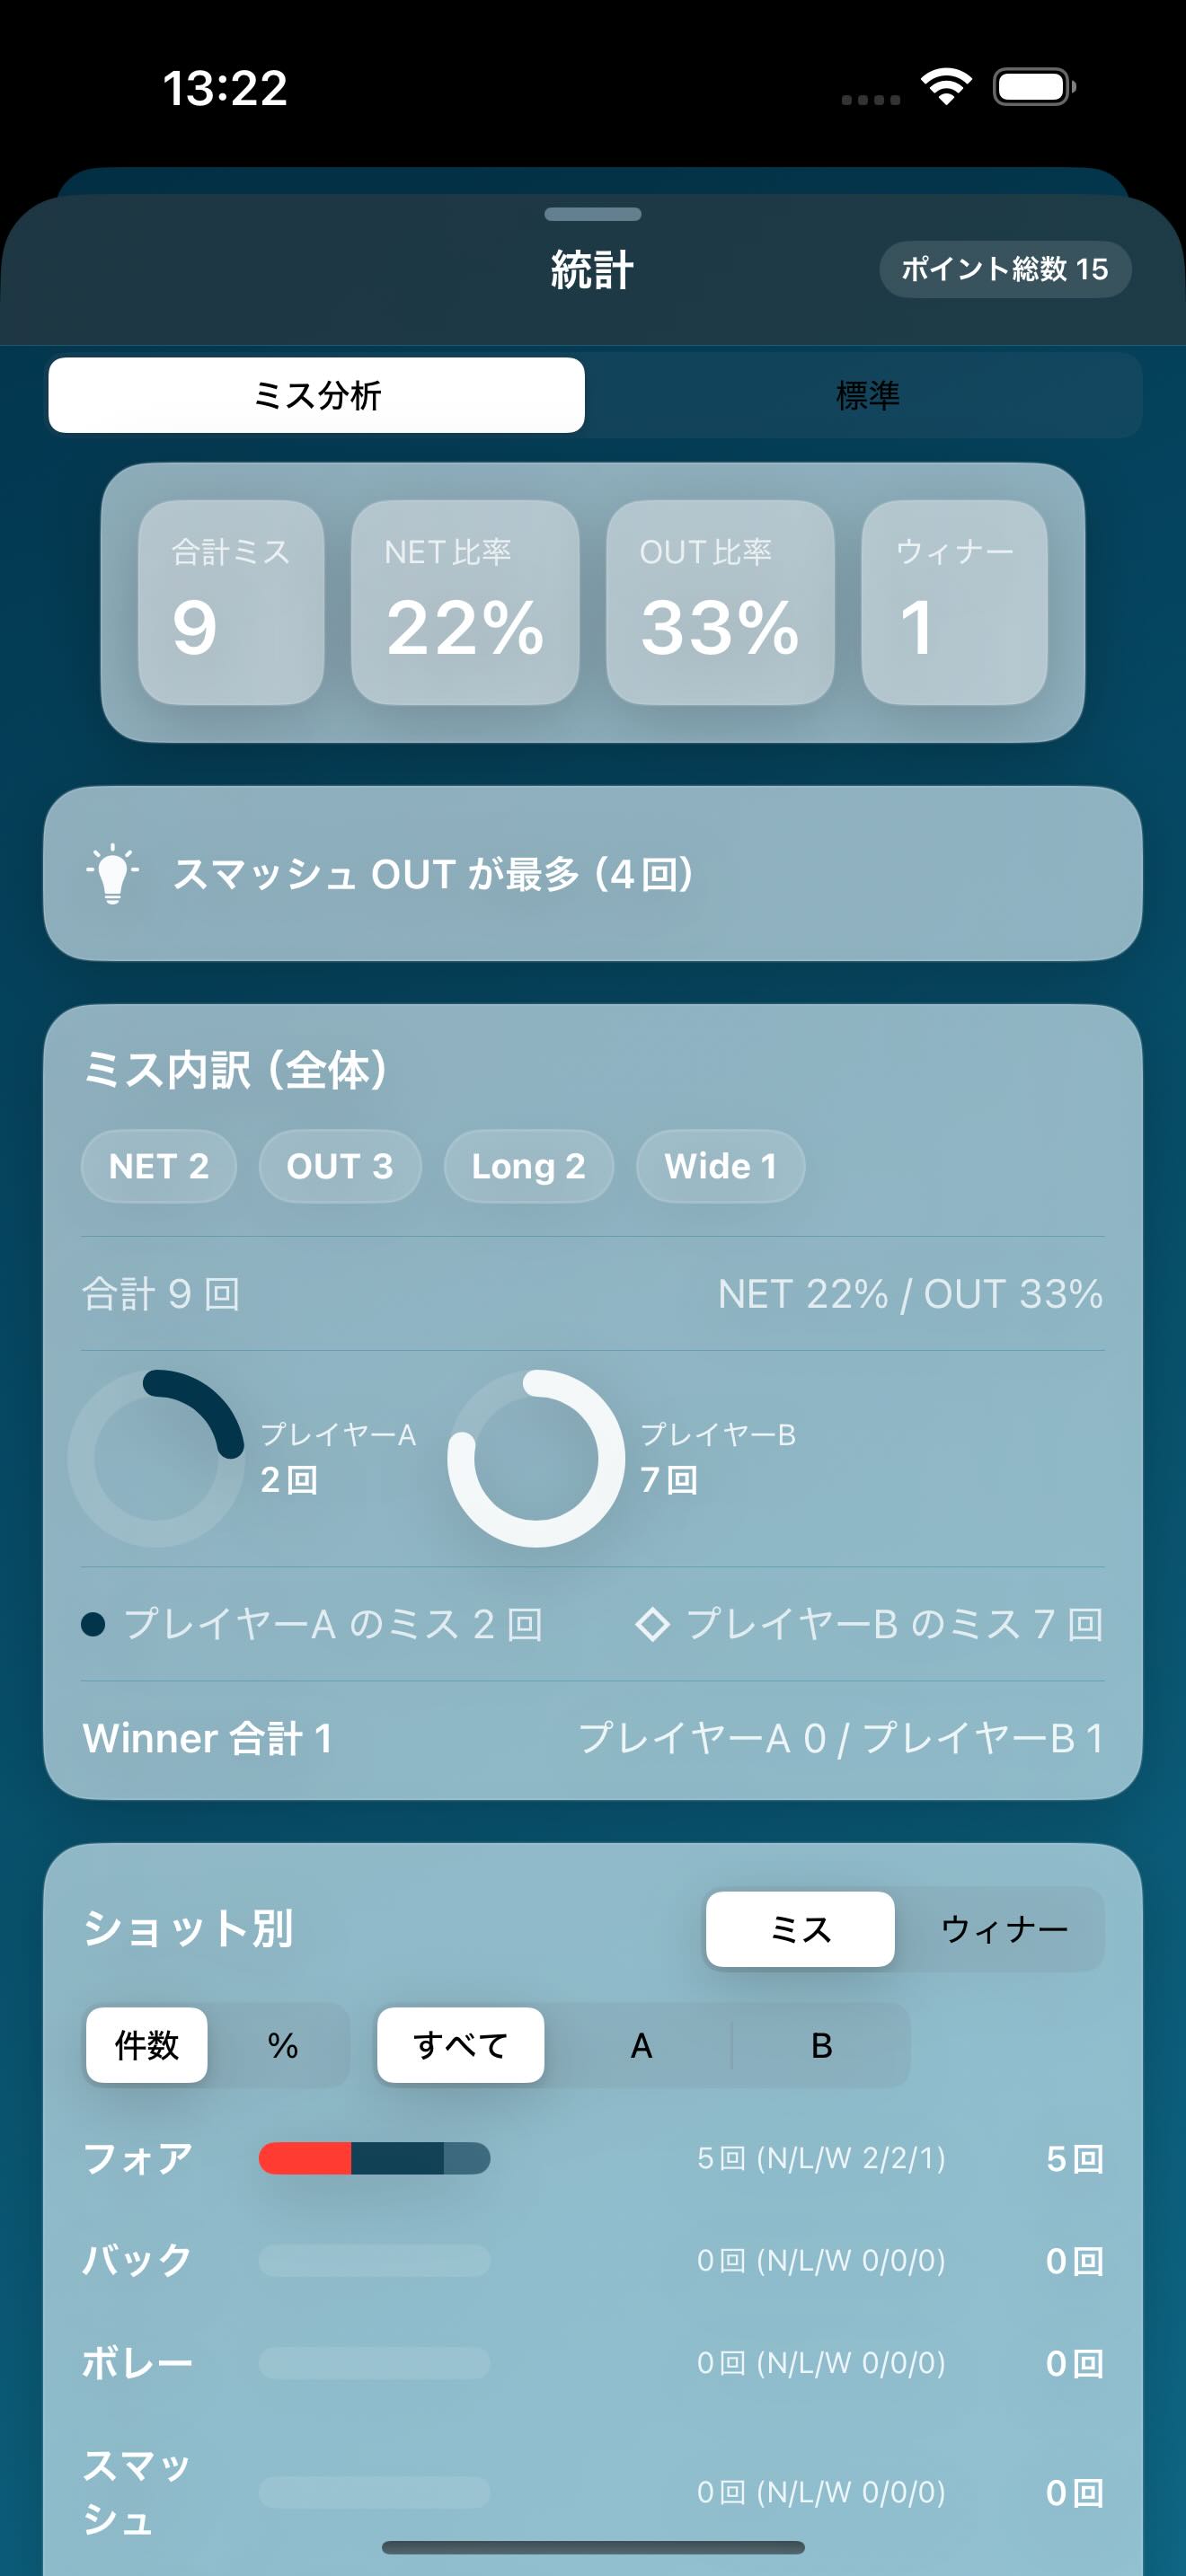 13:22
統計
ポイント総数 15
ミス分析
標準
合計ミス
9
NET比率
22%
OUT比率
33%
ウィナー
1
スマッシュ OUT が最多（4回）
ミス内訳（全体）
NET 2
OUT 3
Long 2
Wide 1
合計 9 回
NET 22% / OUT 33%
プレイヤーA
2回
プレイヤーB
7回
プレイヤーA のミス 2 回
プレイヤーB のミス 7 回
Winner 合計 1
プレイヤーA 0 / プレイヤーB 1
ショット別
ミス
ウィナー
件数
%
すべて
A
B
フォア
5回 (N/L/W 2/2/1)
5回
バック
0回 (N/L/W 0/0/0)
0回
ボレー
0回 (N/L/W 0/0/0)
0回
スマッ
シュ
0回 (N/L/W 0/0/0)
0回